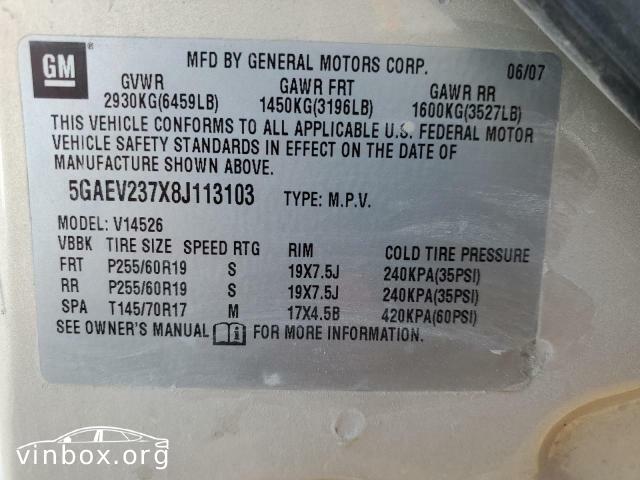 GM
MFD BY GENERAL MOTORS CORP. 06/07
GVWR GAWR FRT GAWR RR
2930KG(6459LB) 1450KG(3196LB) 1600KG(3527LB)
THIS VEHICLE CONFORMS TO ALL APPLICABLE U.S. FEDERAL MOTOR
VEHICLE SAFETY STANDARDS IN EFFECT ON THE DATE OF
MANUFACTURE SHOWN ABOVE.
5GAEV237X8J113103 TYPE: M.P.V.
MODEL: V14526
VBBK TIRE SIZE SPEED RTG RIM COLD TIRE PRESSURE
FRT P255/60R19 S 19X7.5J 240KPA(35PSI)
RR P255/60R19 S 19X7.5J 240KPA(35PSI)
SPA T145/70R17 M 17X4.5B 420KPA(60PSI)
SEE OWNER'S MANUAL FOR MORE INFORMATION.
vinbox.org